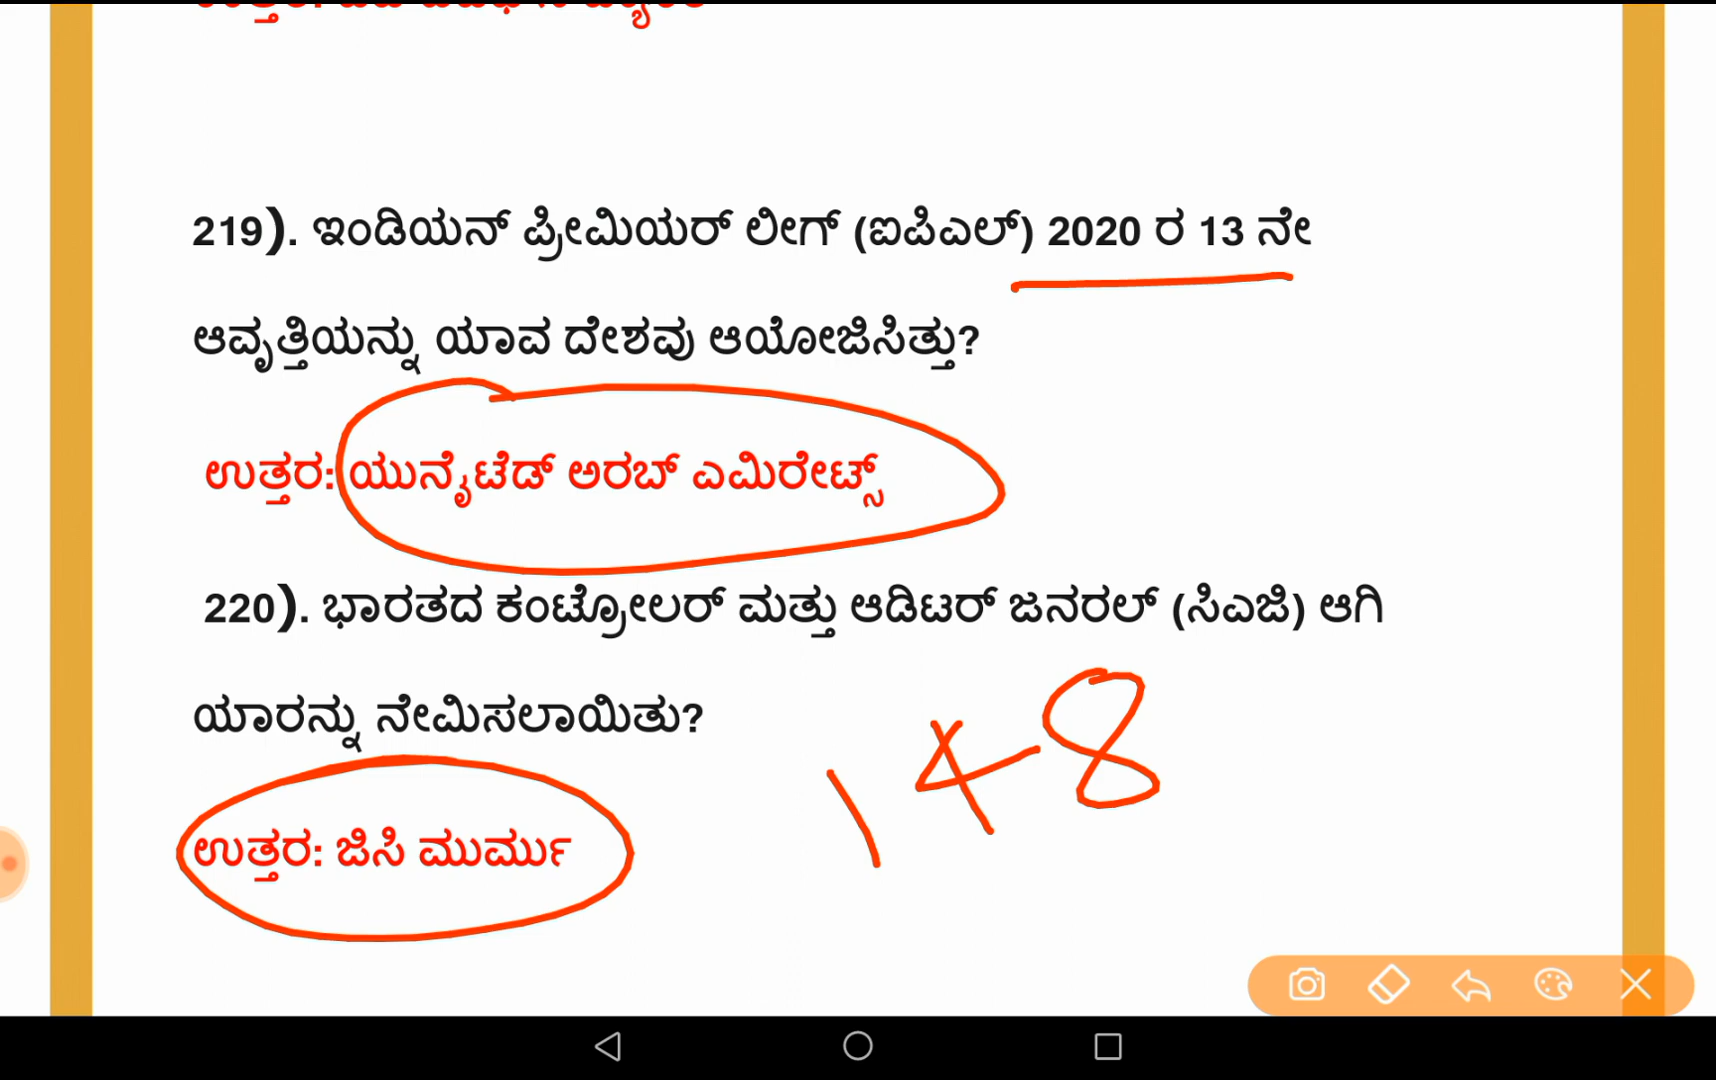 219). ಇಂಡಿಯನ್ ಪ್ರೀಮಿಯರ್ ಲೀಗ್ (ಐಪಿಎಲ್) 2020 ರ 13 ನೇ
ಆವೃತ್ತಿಯನ್ನು ಯಾವ ದೇಶವು ಆಯೋಜಿಸಿತ್ತು?
ಉತ್ತರ: ಯುನೈಟೆಡ್ ಅರಬ್ ಎಮಿರೇಟ್ಸ್
220). ಭಾರತದ ಕಂಟ್ರೋಲರ್ ಮತ್ತು ಆಡಿಟರ್ ಜನರಲ್ (ಸಿಎಜಿ) ಆಗಿ
ಯಾರನ್ನು ನೇಮಿಸಲಾಯಿತು?
148
ಉತ್ತರ: ಜಿಸಿ ಮುರ್ಮು